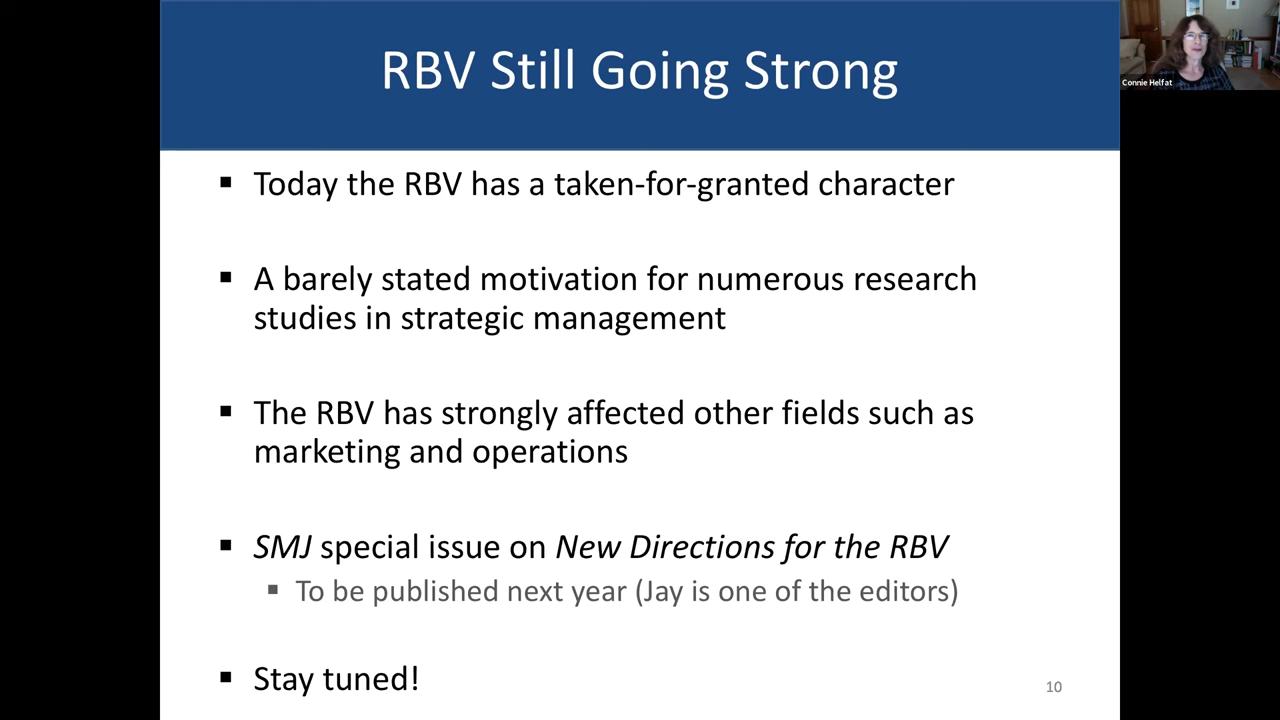 RBV Still Going Strong
Connie Helfat
▪ Today the RBV has a taken-for-granted character
▪ A barely stated motivation for numerous research
studies in strategic management
▪ The RBV has strongly affected other fields such as
marketing and operations
▪ SMJ special issue on New Directions for the RBV
▪ To be published next year (Jay is one of the editors)
▪ Stay tuned!
10